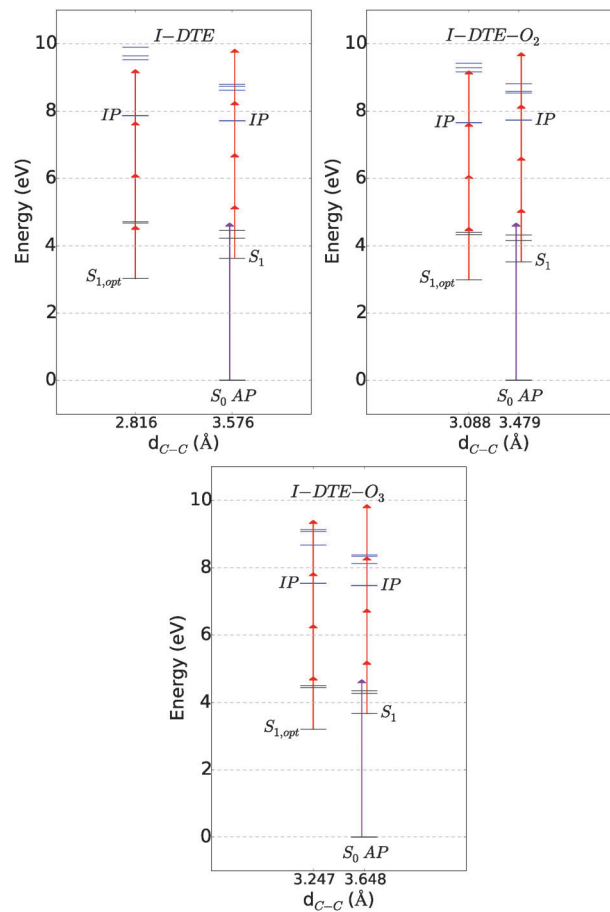 I−DTE
10
8
6
4
2
0
Energy (eV)
IP
IP
S1,opt
S1
S0 AP
2.816
3.576
dC−C (Å)
I−DTE−O2
10
8
6
4
2
0
Energy (eV)
IP
IP
S1,opt
S1
S0 AP
3.088
3.479
dC−C (Å)
I−DTE−O3
10
8
6
4
2
0
Energy (eV)
IP
IP
S1,opt
S1
S0 AP
3.247
3.648
dC−C (Å)